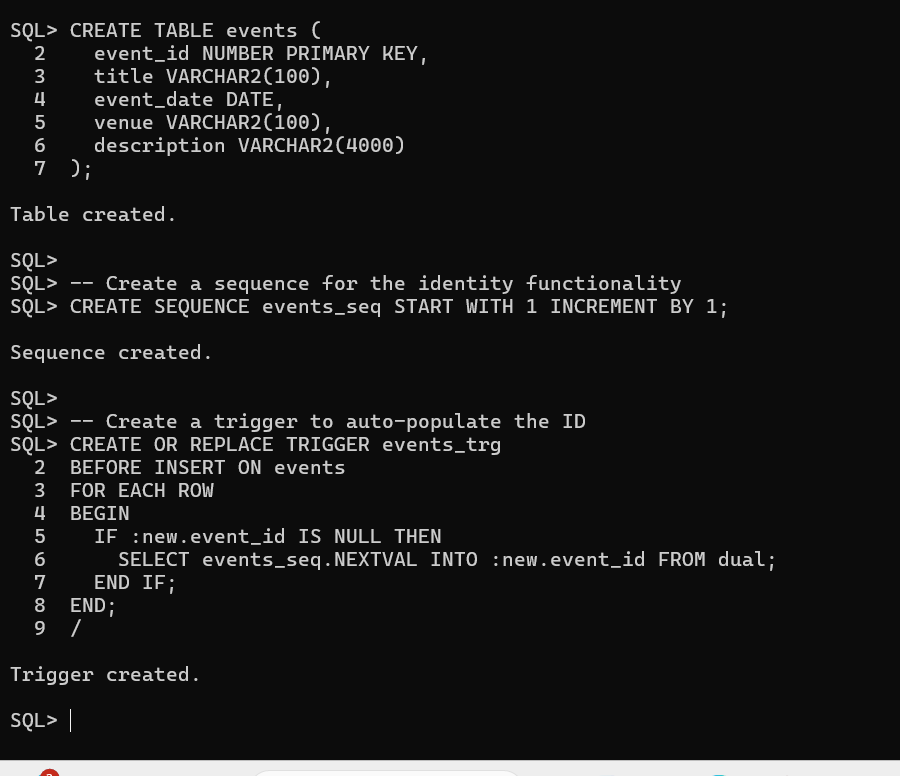 SQL> CREATE TABLE events (
  2    event_id NUMBER PRIMARY KEY,
  3    title VARCHAR2(100),
  4    event_date DATE,
  5    venue VARCHAR2(100),
  6    description VARCHAR2(4000)
  7  );
Table created.
SQL>
SQL> -- Create a sequence for the identity functionality
SQL> CREATE SEQUENCE events_seq START WITH 1 INCREMENT BY 1;
Sequence created.
SQL>
SQL> -- Create a trigger to auto-populate the ID
SQL> CREATE OR REPLACE TRIGGER events_trg
  2  BEFORE INSERT ON events
  3  FOR EACH ROW
  4  BEGIN
  5    IF :new.event_id IS NULL THEN
  6      SELECT events_seq.NEXTVAL INTO :new.event_id FROM dual;
  7    END IF;
  8  END;
  9  /
Trigger created.
SQL>